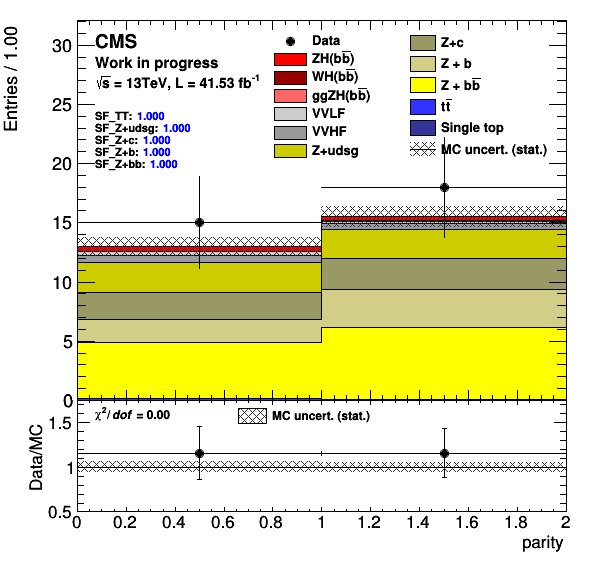 CMS
Work in progress
√s = 13TeV, L = 41.53 fb⁻¹
SF_TT: 1.000
SF_Z+udsg: 1.000
SF_Z+c: 1.000
SF_Z+b: 1.000
SF_Z+bb: 1.000
Data
ZH(bb̅)
WH(bb̅)
ggZH(bb̅)
VVLF
VVHF
Z+udsg
Z+c
Z + b
Z + bb̅
tt̅
Single top
MC uncert. (stat.)
Entries / 1.00
30
25
20
15
10
5
0
χ²/dof = 0.00
MC uncert. (stat.)
Data/MC
1.5
1
0.5
0 0.2 0.4 0.6 0.8 1 1.2 1.4 1.6 1.8 2
parity